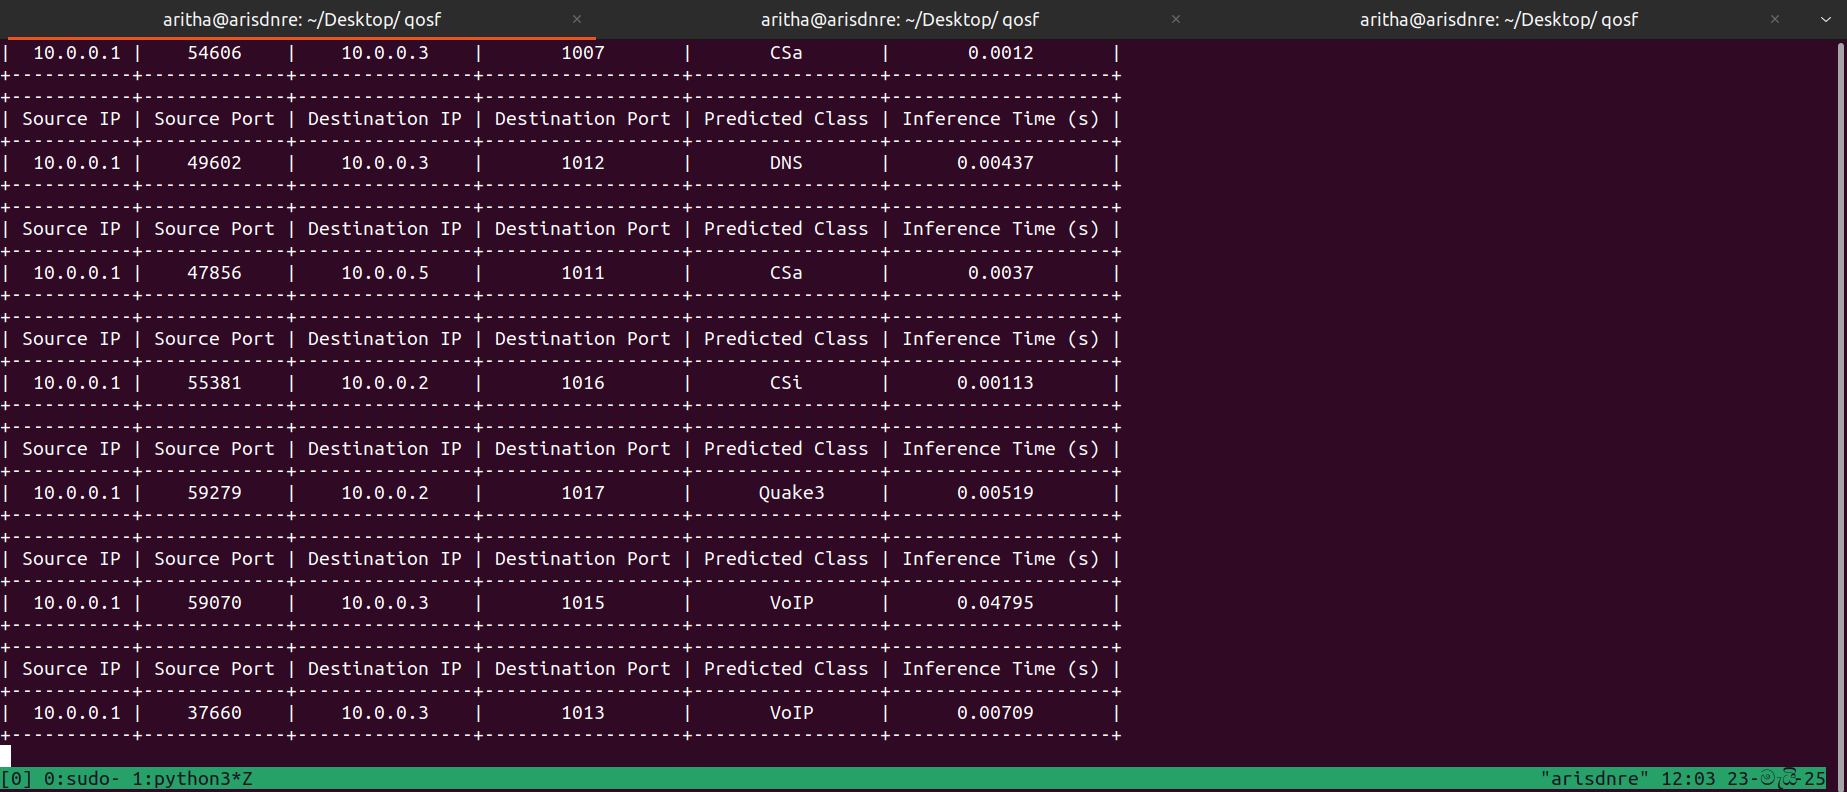 aritha@arisdnre: ~/Desktop/ qosf × aritha@arisdnre: ~/Desktop/ qosf × aritha@arisdnre: ~/Desktop/ qosf ×
| 10.0.0.1 | 54606 | 10.0.0.3 | 1007 | CSa | 0.0012 |
+-----------+-------------+----------------+------------------+-----------------+--------------------+
+-----------+-------------+----------------+------------------+-----------------+--------------------+
| Source IP | Source Port | Destination IP | Destination Port | Predicted Class | Inference Time (s) |
+-----------+-------------+----------------+------------------+-----------------+--------------------+
| 10.0.0.1 | 49602 | 10.0.0.3 | 1012 | DNS | 0.00437 |
+-----------+-------------+----------------+------------------+-----------------+--------------------+
+-----------+-------------+----------------+------------------+-----------------+--------------------+
| Source IP | Source Port | Destination IP | Destination Port | Predicted Class | Inference Time (s) |
+-----------+-------------+----------------+------------------+-----------------+--------------------+
| 10.0.0.1 | 47856 | 10.0.0.5 | 1011 | CSa | 0.0037 |
+-----------+-------------+----------------+------------------+-----------------+--------------------+
+-----------+-------------+----------------+------------------+-----------------+--------------------+
| Source IP | Source Port | Destination IP | Destination Port | Predicted Class | Inference Time (s) |
+-----------+-------------+----------------+------------------+-----------------+--------------------+
| 10.0.0.1 | 55381 | 10.0.0.2 | 1016 | CSi | 0.00113 |
+-----------+-------------+----------------+------------------+-----------------+--------------------+
+-----------+-------------+----------------+------------------+-----------------+--------------------+
| Source IP | Source Port | Destination IP | Destination Port | Predicted Class | Inference Time (s) |
+-----------+-------------+----------------+------------------+-----------------+--------------------+
| 10.0.0.1 | 59279 | 10.0.0.2 | 1017 | Quake3 | 0.00519 |
+-----------+-------------+----------------+------------------+-----------------+--------------------+
+-----------+-------------+----------------+------------------+-----------------+--------------------+
| Source IP | Source Port | Destination IP | Destination Port | Predicted Class | Inference Time (s) |
+-----------+-------------+----------------+------------------+-----------------+--------------------+
| 10.0.0.1 | 59070 | 10.0.0.3 | 1015 | VoIP | 0.04795 |
+-----------+-------------+----------------+------------------+-----------------+--------------------+
+-----------+-------------+----------------+------------------+-----------------+--------------------+
| Source IP | Source Port | Destination IP | Destination Port | Predicted Class | Inference Time (s) |
+-----------+-------------+----------------+------------------+-----------------+--------------------+
| 10.0.0.1 | 37660 | 10.0.0.3 | 1013 | VoIP | 0.00709 |
+-----------+-------------+----------------+------------------+-----------------+--------------------+
[0] 0:sudo- 1:python3*Z "arisdnre" 12:03 23-මැයි-25